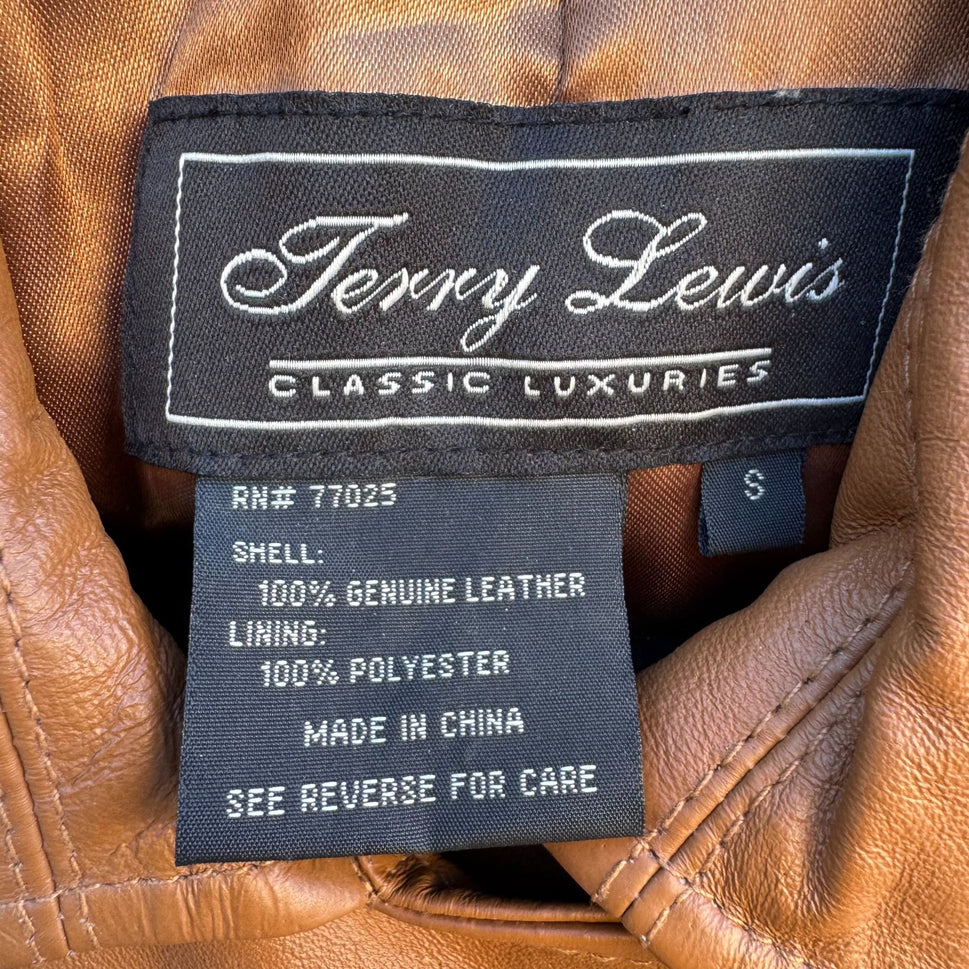 Terry Lewis
CLASSIC LUXURIES
S
RN# 77025
SHELL:
100% GENUINE LEATHER
LINING:
100% POLYESTER
MADE IN CHINA
SEE REVERSE FOR CARE